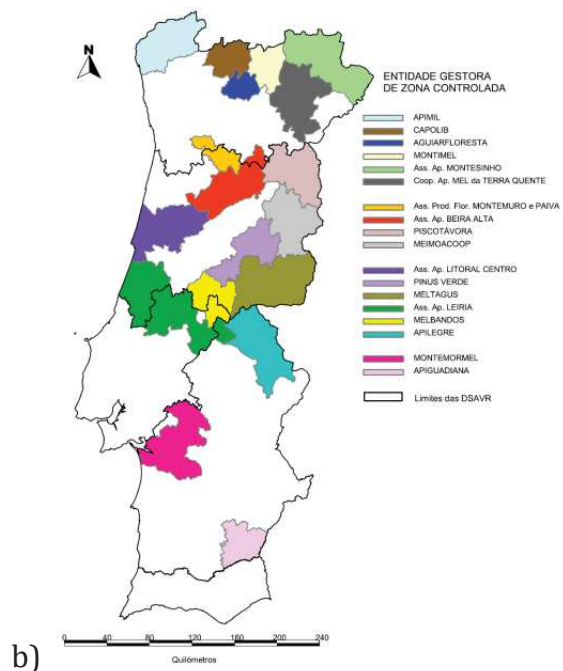 N
ENTIDADE GESTORA
DE ZONA CONTROLADA
APIMIL
CAPOLIB
AGUIARFLORESTA
MONTIMEL
Ass. Ap. MONTESINHO
Coop. Ap. MEL da TERRA QUENTE
Ass. Prod. Flor. MONTEMURO e PAIVA
Ass. Ap. BEIRA ALTA
PISCOTÁVORA
MEIMOACOOP
Ass. Ap. LITORAL CENTRO
PINUS VERDE
MELTAGUS
Ass. Ap. LEIRIA
MELBANDOS
APILEGRE
MONTEMORMEL
APIGUADIANA
Limites das DSAVR
0 40 80 120 160 200 240
Quilómetros
b)